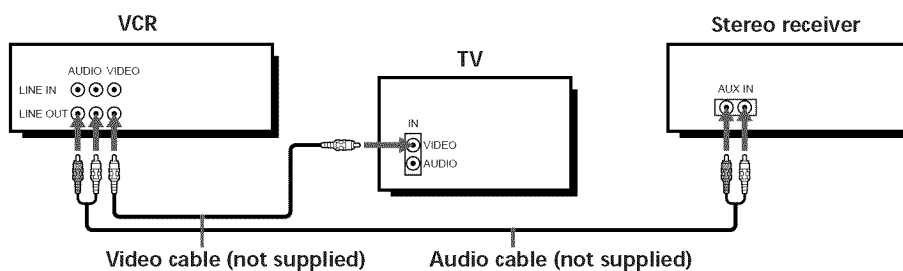 VCR
Stereo receiver
TV
AUDIO VIDEO
LINE IN
LINE OUT
IN
VIDEO
AUDIO
AUX IN
Video cable (not supplied)
Audio cable (not supplied)